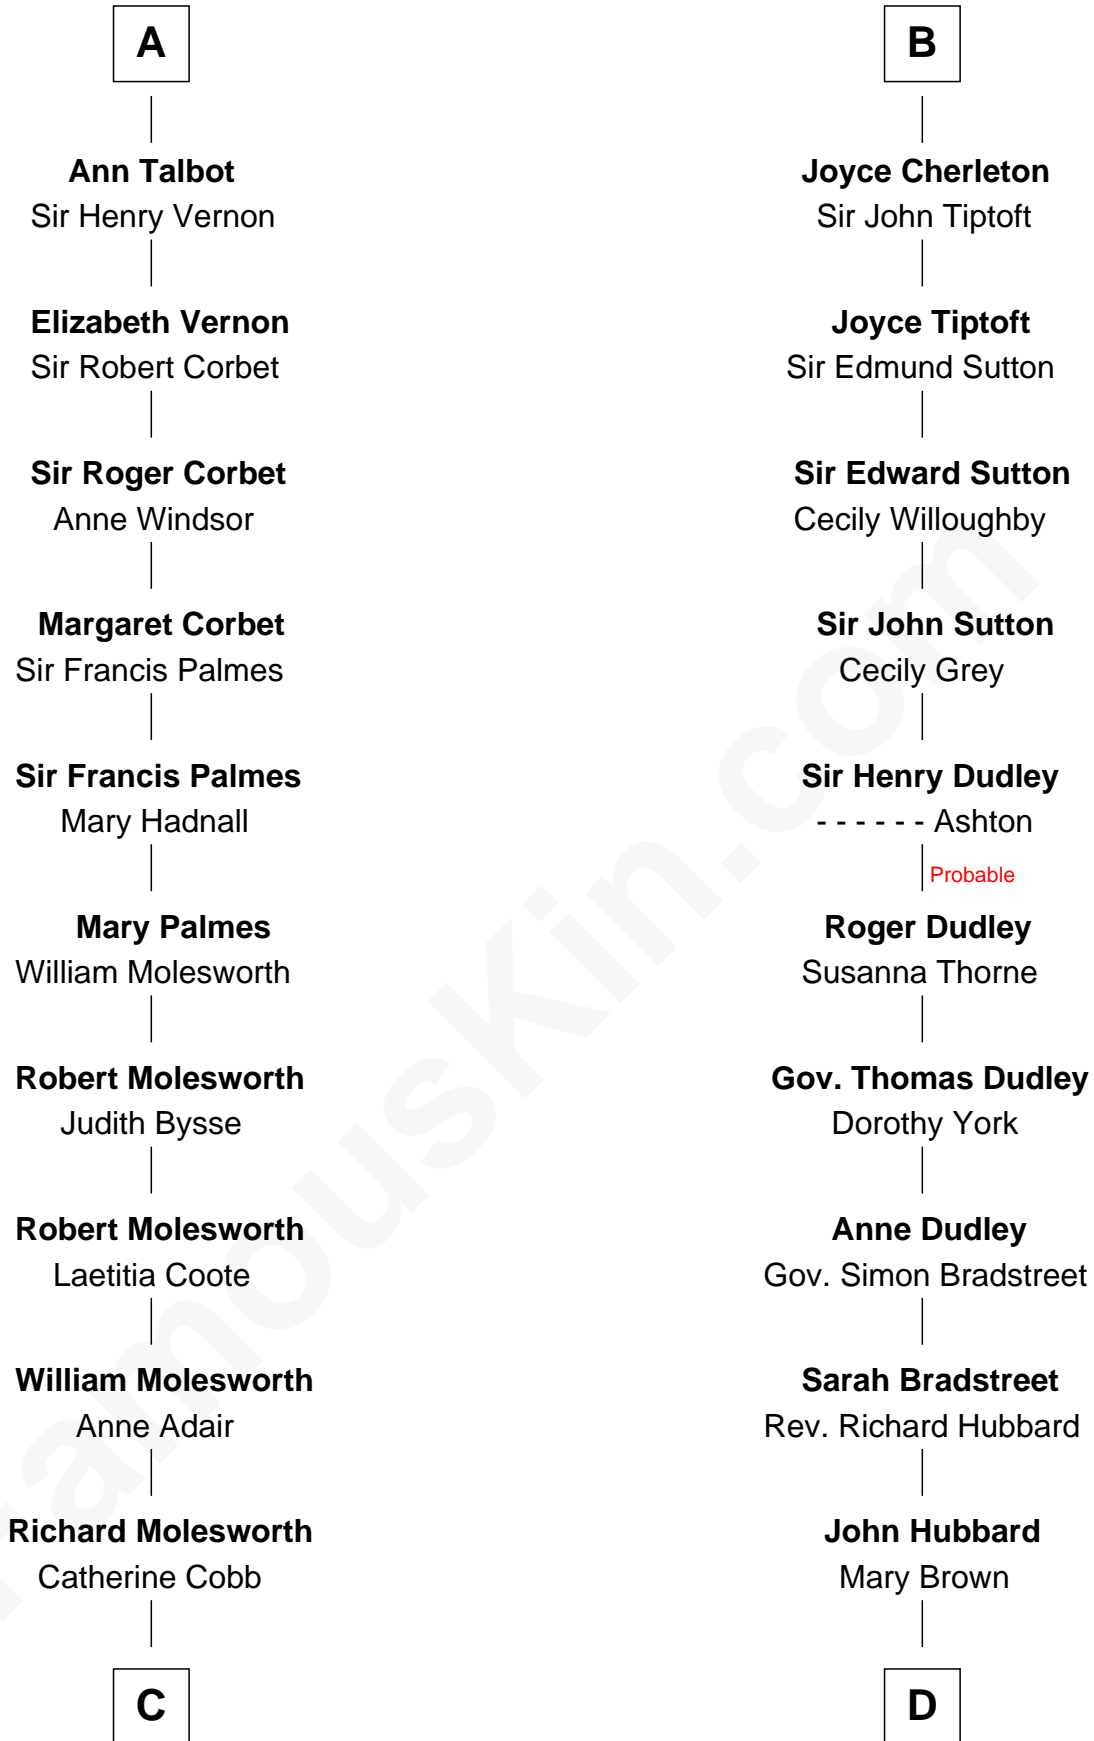 A
Ann Talbot
Sir Henry Vernon
Elizabeth Vernon
Sir Robert Corbet
Sir Roger Corbet
Anne Windsor
Margaret Corbet
Sir Francis Palmes
Sir Francis Palmes
Mary Hadnall
Mary Palmes
William Molesworth
Robert Molesworth
Judith Bysse
Robert Molesworth
Laetitia Coote
William Molesworth
Anne Adair
Richard Molesworth
Catherine Cobb
C
B
Joyce Cherleton
Sir John Tiptoft
Joyce Tiptoft
Sir Edmund Sutton
Sir Edward Sutton
Cecily Willoughby
Sir John Sutton
Cecily Grey
Sir Henry Dudley
- - - - - - Ashton
Probable
Roger Dudley
Susanna Thorne
Gov. Thomas Dudley
Dorothy York
Anne Dudley
Gov. Simon Bradstreet
Sarah Bradstreet
Rev. Richard Hubbard
John Hubbard
Mary Brown
D
FamousKin.com